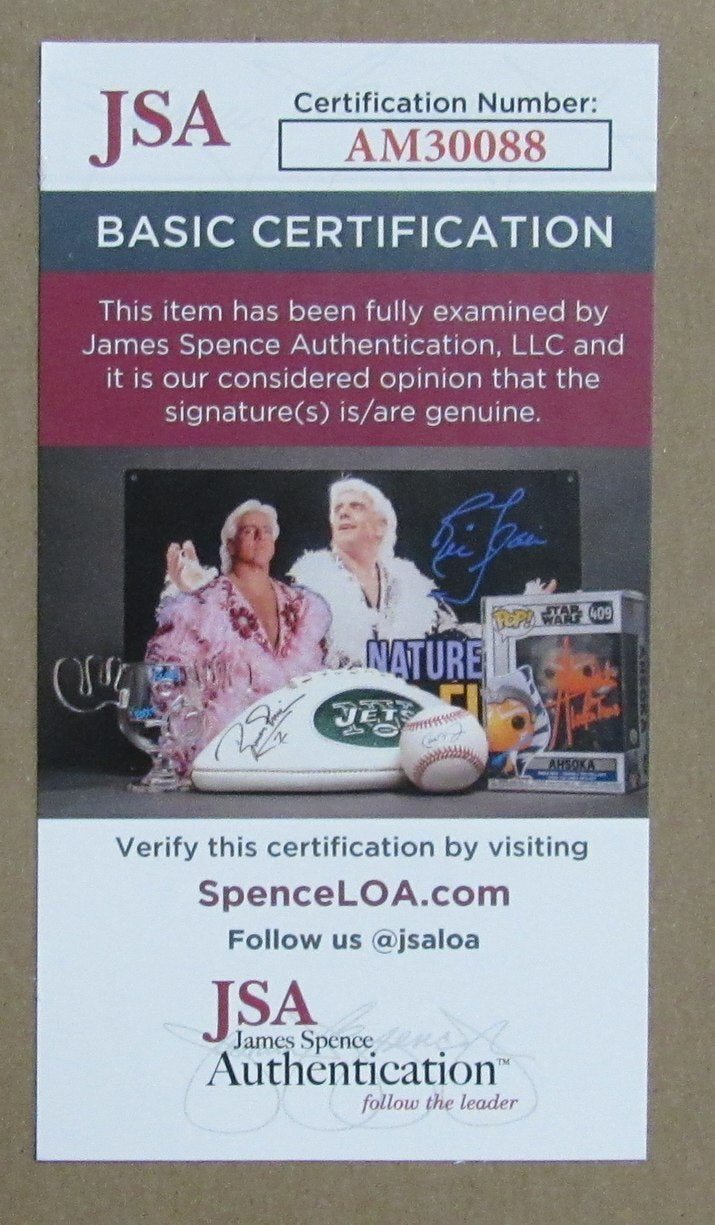 JSA
Certification Number:
AM30088
BASIC CERTIFICATION
This item has been fully examined by
James Spence Authentication, LLC and
it is our considered opinion that the
signature(s) is/are genuine.
NATURE
POP!
STAR
WARS
409
JETS
AHSOKA
Verify this certification by visiting
SpenceLOA.com
Follow us @jsaloa
JSA
James Spence
Authentication™
follow the leader